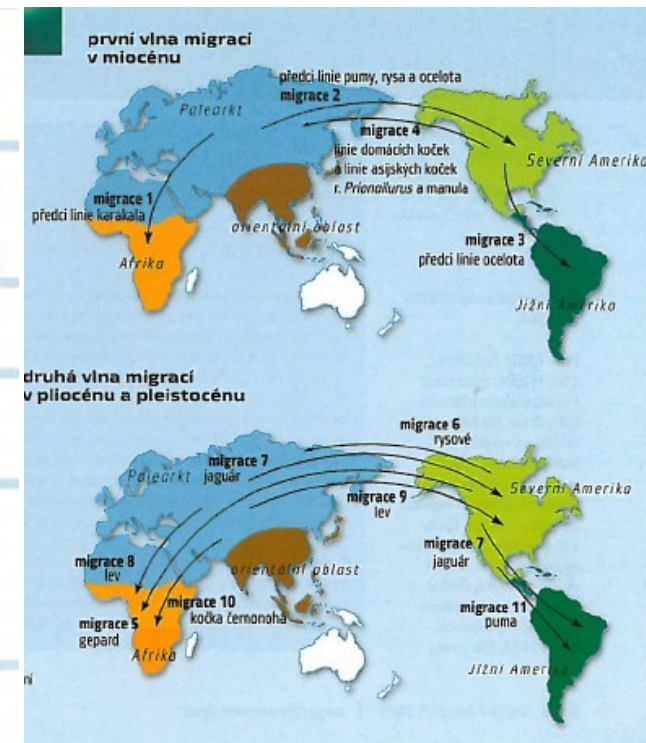 první vlna migrací
v miocénu
předci linie pumy, rysa a ocelota
migrace 2
Palearkt
migrace 4
linie domácích koček
a linie asijských koček
r. Prionailurus a manula
Severní Amerika
migrace 1
předci linie karakala
orientální oblast
Afrika
migrace 3
předci linie ocelota
Jižní Amerika
druhá vlna migrací
v pliocénu a pleistocénu
migrace 6
rysové
migrace 7
jaguár
Palearkt
migrace 9
lev
Severní Amerika
migrace 7
jaguár
migrace 8
lev
orientální oblast
migrace 10
kočka černonohá
migrace 5
gepard
Afrika
migrace 11
puma
Jižní Amerika
ní